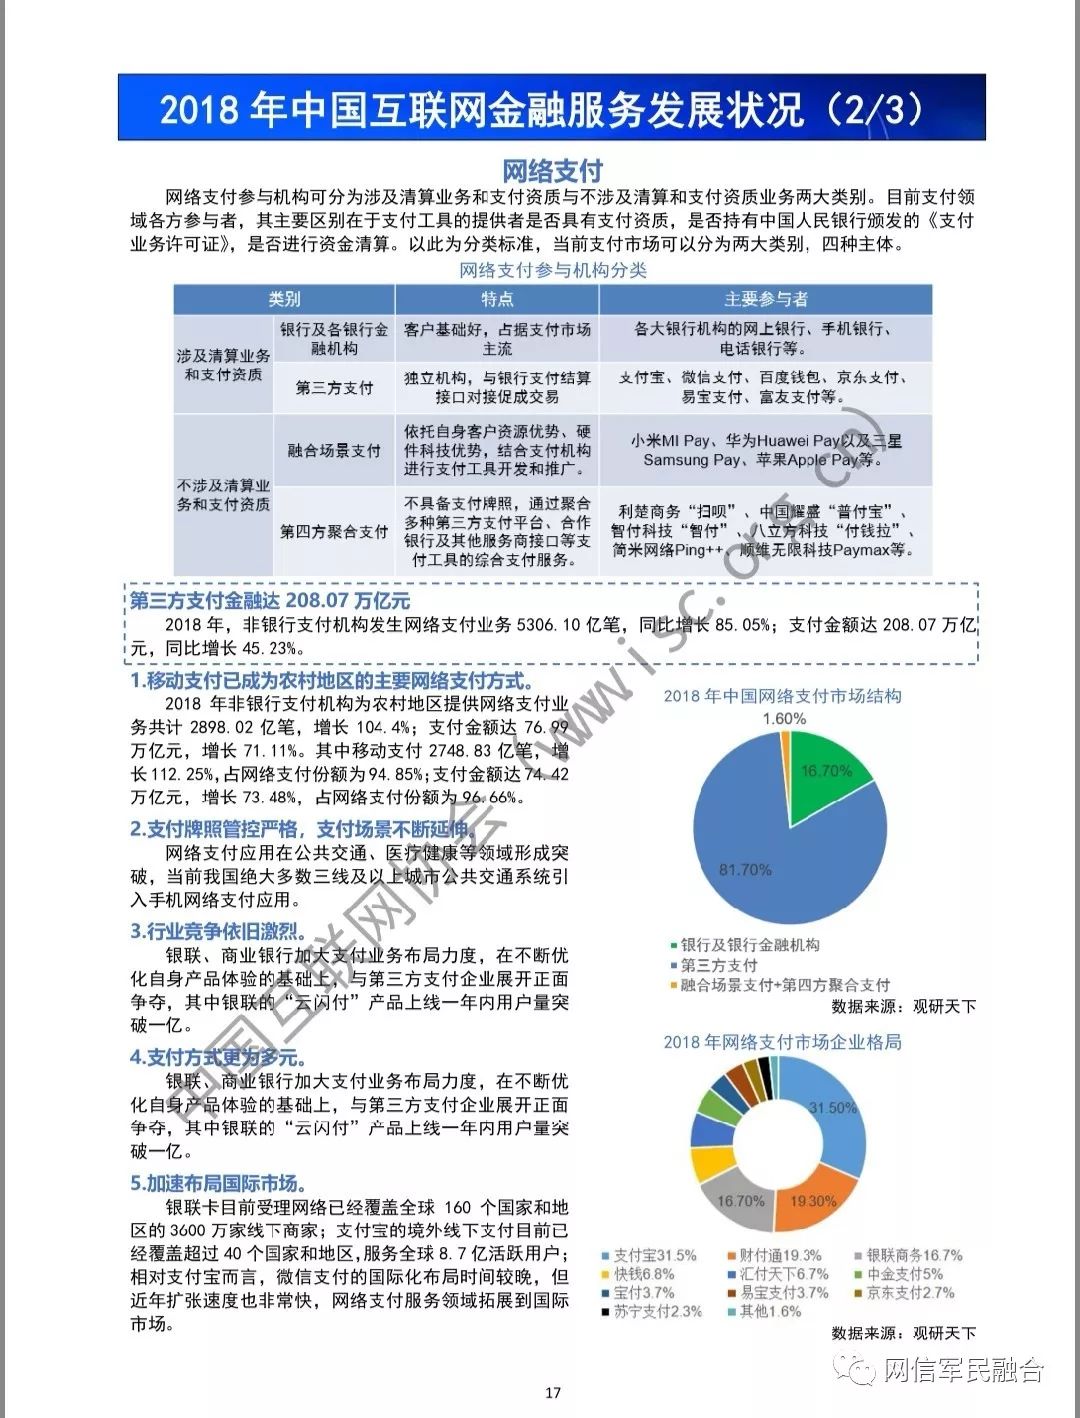 2018 年中国互联网金融服务发展状况（2/3）
网络支付
网络支付参与机构可分为涉及清算业务和支付资质与不涉及清算和支付资质业务两大类别。目前支付领
域各方参与者，其主要区别在于支付工具的提供者是否具有支付资质，是否持有中国人民银行颁发的《支付
业务许可证》，是否进行资金清算。以此为分类标准，当前支付市场可以分为两大类别，四种主体。
网络支付参与机构分类
类别 特点 主要参与者
涉及清算业务
和支付资质
银行及各银行金
融机构
客户基础好，占据支付市场
主流
各大银行机构的网上银行、手机银行、
电话银行等。
第三方支付
独立机构，与银行支付结算
接口对接促成交易
支付宝、微信支付、百度钱包、京东支付、
易宝支付、富友支付等。
不涉及清算业
务和支付资质
融合场景支付
依托自身客户资源优势、硬
件科技优势，结合支付机构
进行支付工具开发和推广。
小米MI Pay、华为Huawei Pay以及三星
Samsung Pay、苹果Apple Pay等。
第四方聚合支付
不具备支付牌照，通过聚合
多种第三方支付平台、合作
银行及其他服务商接口等支
付工具的综合支付服务。
利楚商务“扫呗”、中国耀盛“普付宝”、
智付科技“智付”、八立方科技“付钱拉”、
简米网络Ping++、顺维无限科技Paymax等。
第三方支付金融达 208.07 万亿元
2018 年，非银行支付机构发生网络支付业务 5306.10 亿笔，同比增长 85.05%；支付金额达 208.07 万亿
元，同比增长 45.23%。
1.移动支付已成为农村地区的主要网络支付方式。
2018 年非银行支付机构为农村地区提供网络支付业
务共计 2898.02 亿笔，增长 104.4%；支付金额达 76.99
万亿元，增长 71.11%。其中移动支付 2748.83 亿笔，增
长 112.25%，占网络支付份额为 94.85%；支付金额达 74.42
万亿元，增长 73.48%，占网络支付份额为 96.66%。
2.支付牌照管控严格，支付场景不断延伸。
网络支付应用在公共交通、医疗健康等领域形成突
破，当前我国绝大多数三线及以上城市公共交通系统引
入手机网络支付应用。
3.行业竞争依旧激烈。
银联、商业银行加大支付业务布局力度，在不断优
化自身产品体验的基础上，与第三方支付企业展开正面
争夺，其中银联的“云闪付”产品上线一年内用户量突
破一亿。
4.支付方式更为多元。
银联、商业银行加大支付业务布局力度，在不断优
化自身产品体验的基础上，与第三方支付企业展开正面
争夺，其中银联的“云闪付”产品上线一年内用户量突
破一亿。
5.加速布局国际市场。
银联卡目前受理网络已经覆盖全球 160 个国家和地
区的 3600 万家线下商家；支付宝的境外线下支付目前已
经覆盖超过 40 个国家和地区，服务全球 8.7 亿活跃用户；
相对支付宝而言，微信支付的国际化布局时间较晚，但
近年扩张速度也非常快，网络支付服务领域拓展到国际
市场。
2018 年中国网络支付市场结构
1.60%
16.70%
81.70%
银行及银行金融机构
第三方支付
融合场景支付+第四方聚合支付
数据来源：观研天下
2018 年网络支付市场企业格局
31.50%
16.70% 19.30%
支付宝31.5% 财付通19.3% 银联商务16.7%
快钱6.8% 汇付天下6.7% 中金支付5%
宝付3.7% 易宝支付3.7% 京东支付2.7%
苏宁支付2.3% 其他1.6%
数据来源：观研天下
中国互联网协会（www.isc.org.cn）
网信军民融合
17